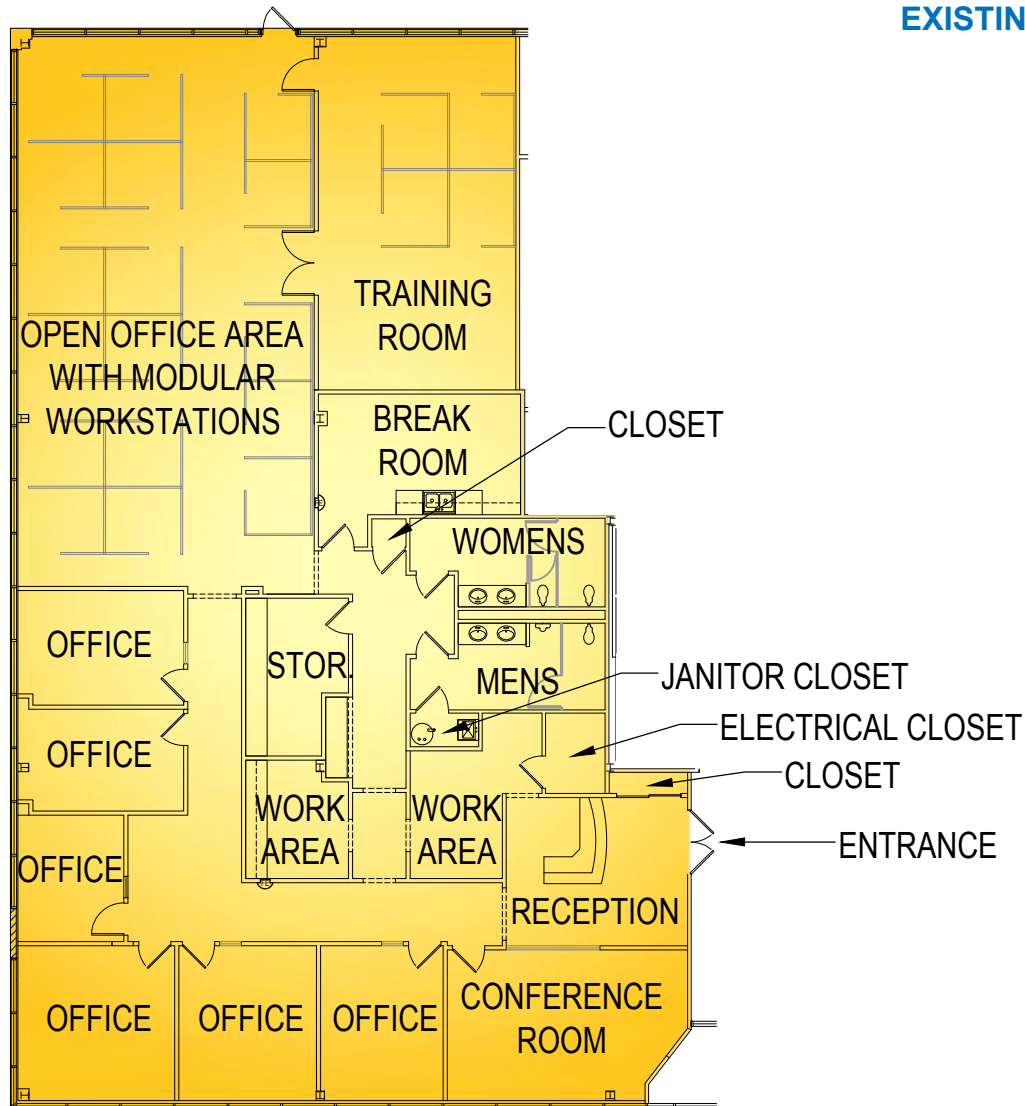 EXISTIN
TRAINING
ROOM
OPEN OFFICE AREA
WITH MODULAR
WORKSTATIONS
BREAK
ROOM
CLOSET
WOMENS
OFFICE
STOR.
MENS
JANITOR CLOSET
ELECTRICAL CLOSET
OFFICE
CLOSET
WORK
AREA
WORK
AREA
ENTRANCE
OFFICE
RECEPTION
OFFICE
OFFICE
OFFICE
CONFERENCE
ROOM